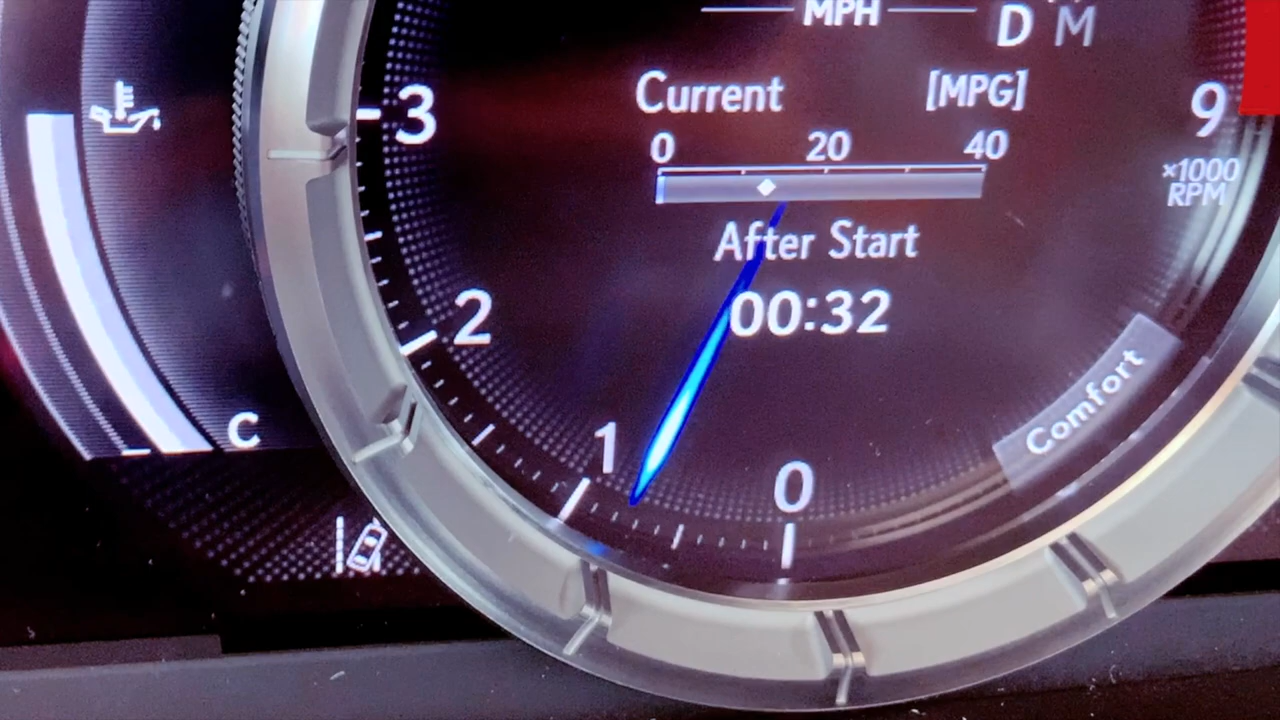 MPH
D M
Current [MPG]
0 20 40
After Start
00:32
3
2
1
0
9
×1000
RPM
Comfort
C